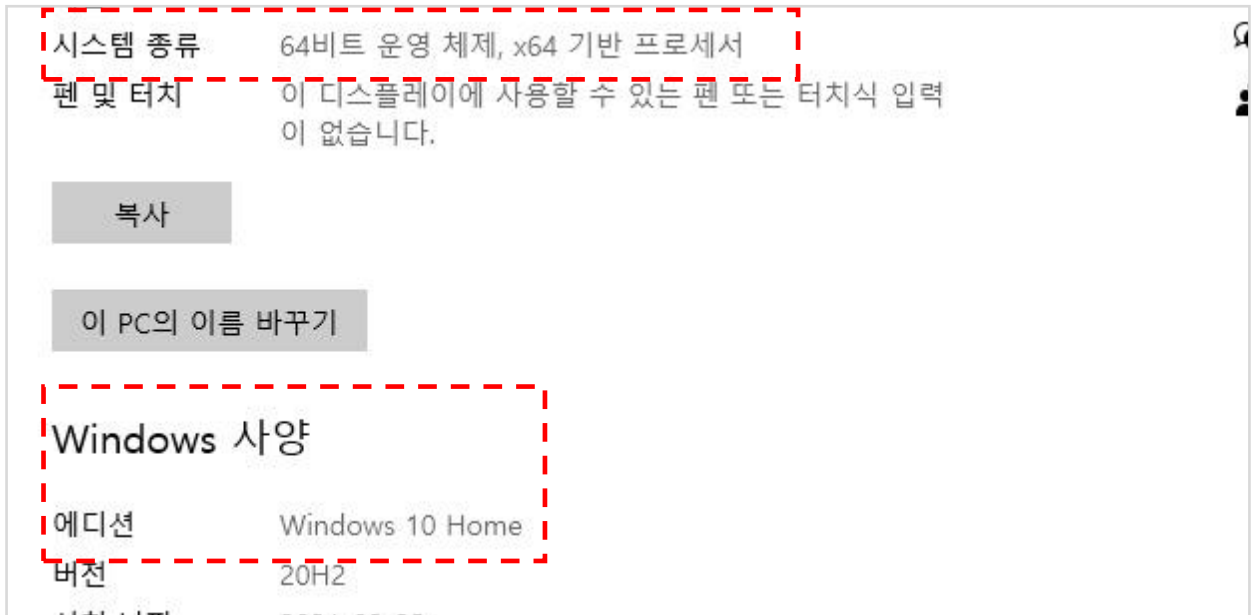 시스템 종류 64비트 운영 체제, x64 기반 프로세서
펜 및 터치 이 디스플레이에 사용할 수 있는 펜 또는 터치식 입력
이 없습니다.
복사
이 PC의 이름 바꾸기
Windows 사양
에디션 Windows 10 Home
버전 20H2